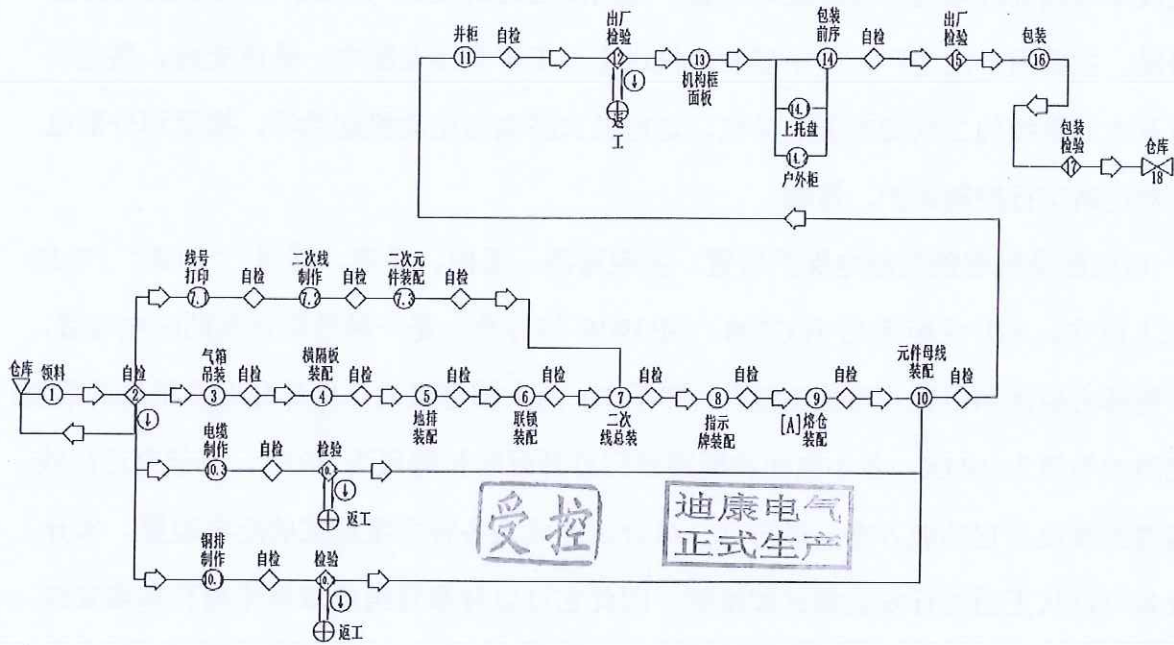 井柜
自检
出厂
检验
包装
前序
自检
出厂
检验
包装
11
12
13
14
15
16
机构框
面板
返
工
14.
上托盘
14.2
户外柜
包装
检验
17
仓库
18
线号
打印
自检
二次线
制作
自检
二次元
件装配
自检
7.1
7.2
7.3
仓库
领料
自检
气箱
吊装
自检
横隔板
装配
自检
自检
自检
自检
自检
自检
元件母线
装配
自检
1
2
3
4
5
6
7
8
9
10
地排
装配
联锁
装配
二次
线总装
指示
牌装配
[A]
熔仓
装配
电缆
制作
自检
检验
10.
返工
铜排
制作
自检
检验
10.
返工
受控
迪康电气
正式生产